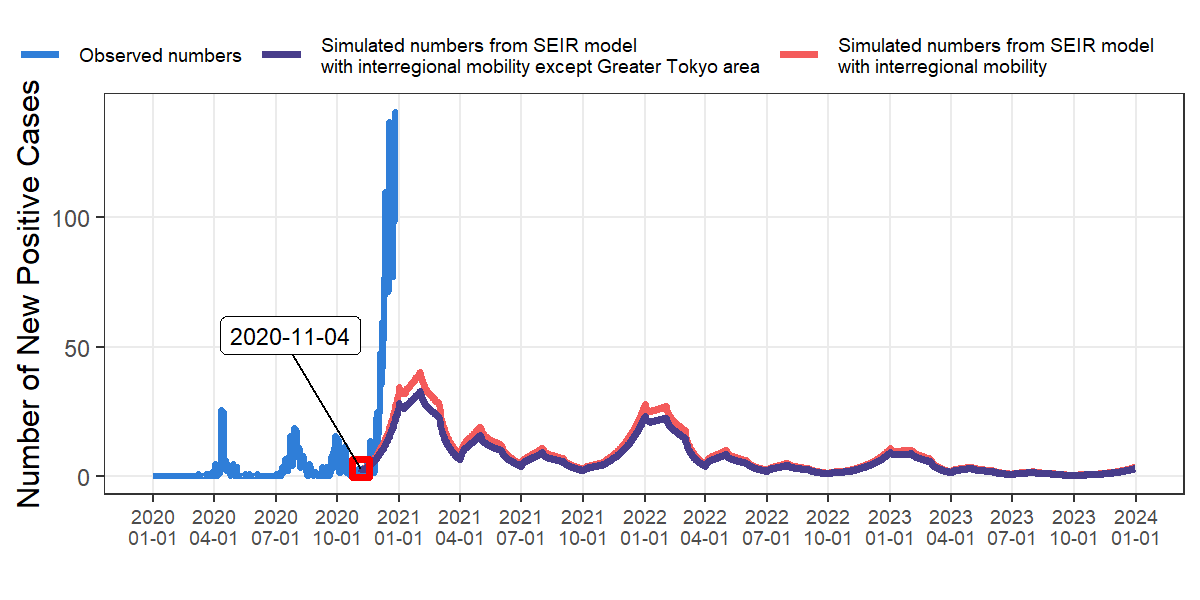 Observed numbers
Simulated numbers from SEIR model
with interregional mobility except Greater Tokyo area
Simulated numbers from SEIR model
with interregional mobility
Number of New Positive Cases
100
50
0
2020-11-04
2020 2020 2020 2020 2021 2021 2021 2021 2022 2022 2022 2022 2023 2023 2023 2023 2024
01-01 04-01 07-01 10-01 01-01 04-01 07-01 10-01 01-01 04-01 07-01 10-01 01-01 04-01 07-01 10-01 01-01